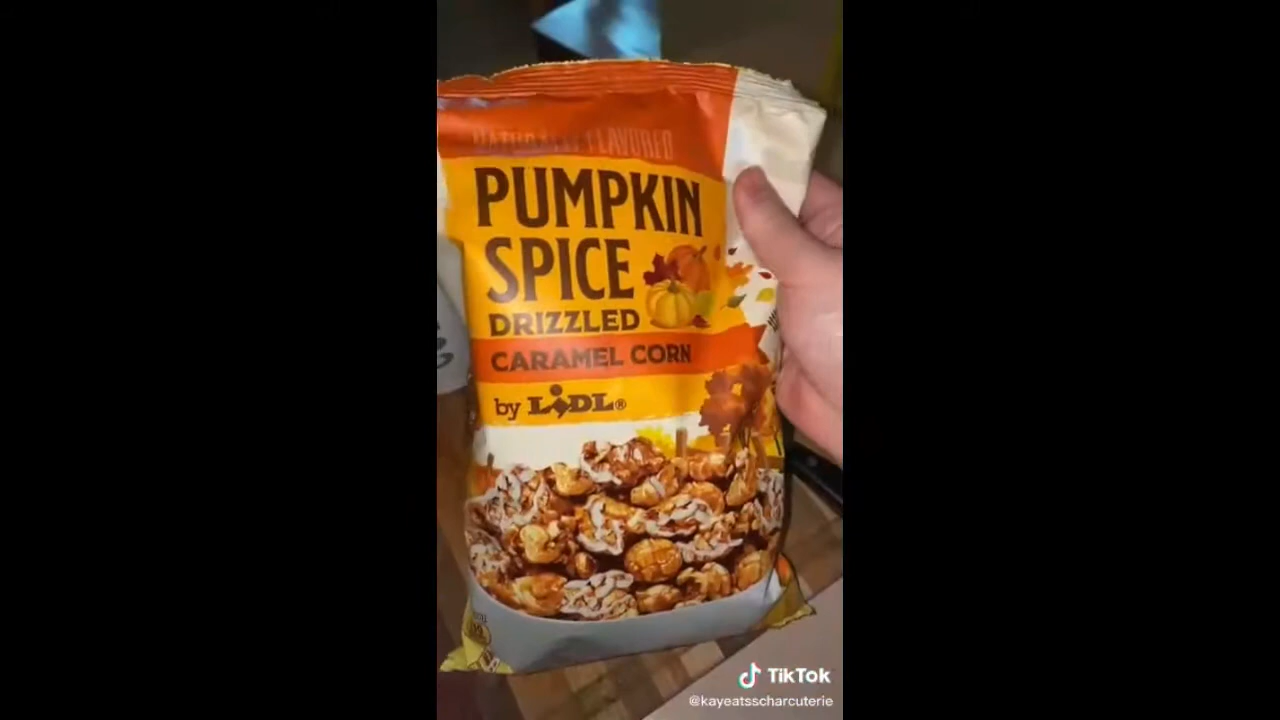 NATURALLY FLAVORED
PUMPKIN
SPICE
DRIZZLED
CARAMEL CORN
by LiDL®
TikTok
@kayeatsscharcuterie